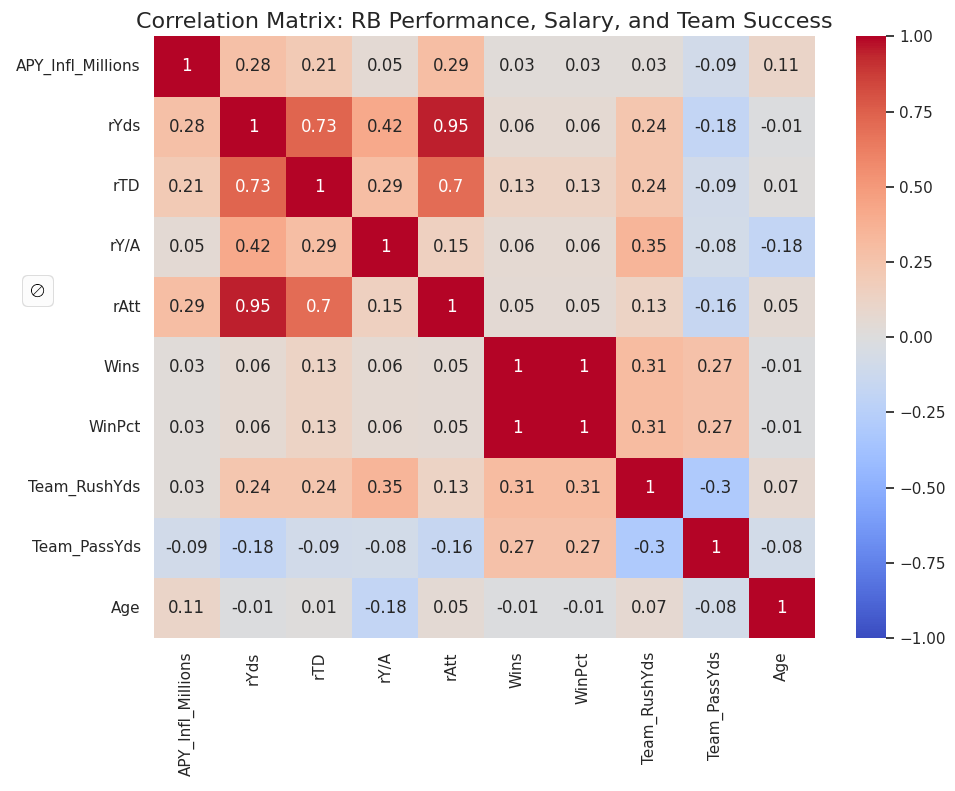 Correlation Matrix: RB Performance, Salary, and Team Success
APY_Infl_Millions 1 0.28 0.21 0.05 0.29 0.03 0.03 0.03 -0.09 0.11
rYds 0.28 1 0.73 0.42 0.95 0.06 0.06 0.24 -0.18 -0.01
rTD 0.21 0.73 1 0.29 0.7 0.13 0.13 0.24 -0.09 0.01
rY/A 0.05 0.42 0.29 1 0.15 0.06 0.06 0.35 -0.08 -0.18
rAtt 0.29 0.95 0.7 0.15 1 0.05 0.05 0.13 -0.16 0.05
Wins 0.03 0.06 0.13 0.06 0.05 1 1 0.31 0.27 -0.01
WinPct 0.03 0.06 0.13 0.06 0.05 1 1 0.31 0.27 -0.01
Team_RushYds 0.03 0.24 0.24 0.35 0.13 0.31 0.31 1 -0.3 0.07
Team_PassYds -0.09 -0.18 -0.09 -0.08 -0.16 0.27 0.27 -0.3 1 -0.08
Age 0.11 -0.01 0.01 -0.18 0.05 -0.01 -0.01 0.07 -0.08 1
APY_Infl_Millions
rYds
rTD
rY/A
rAtt
Wins
WinPct
Team_RushYds
Team_PassYds
Age
1.00
0.75
0.50
0.25
0.00
−0.25
−0.50
−0.75
−1.00